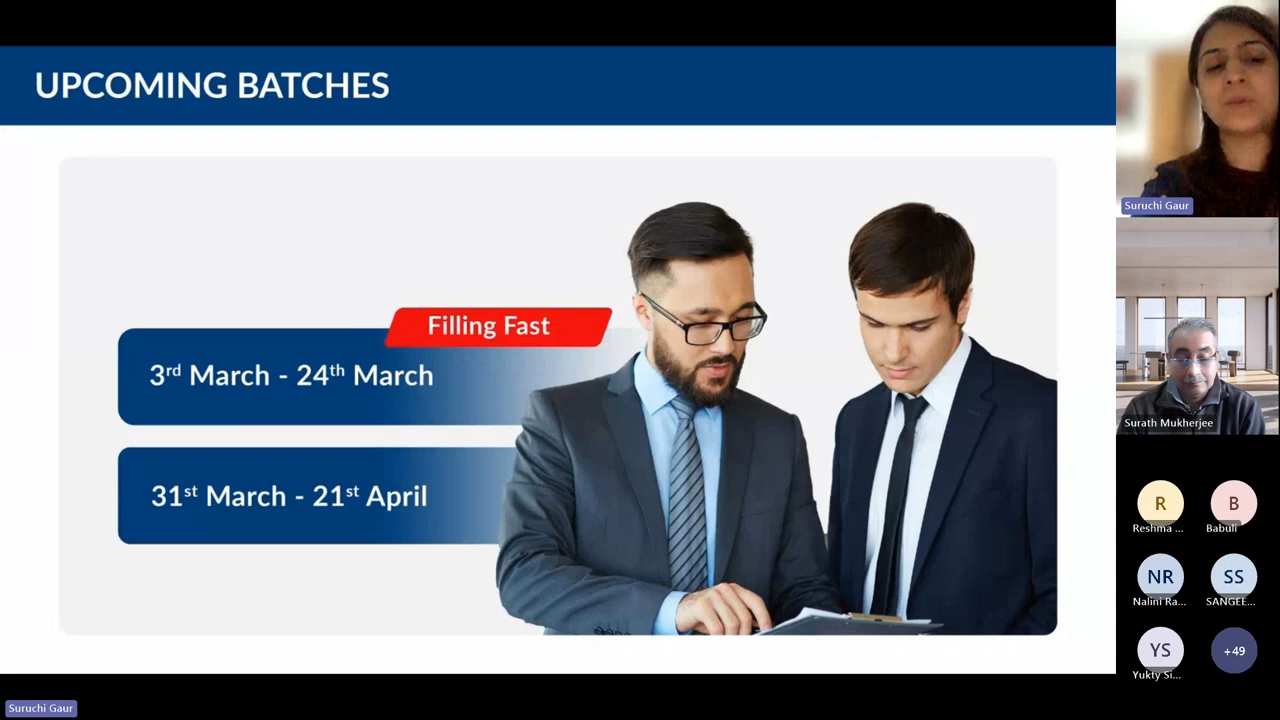 UPCOMING BATCHES
Filling Fast
3rd March - 24th March
31st March - 21st April
Suruchi Gaur
Surath Mukherjee
R
B
Reshma ...
Babuli
NR
SS
Nalini Ra...
SANGEE...
YS
+49
Yukty Si...
Suruchi Gaur